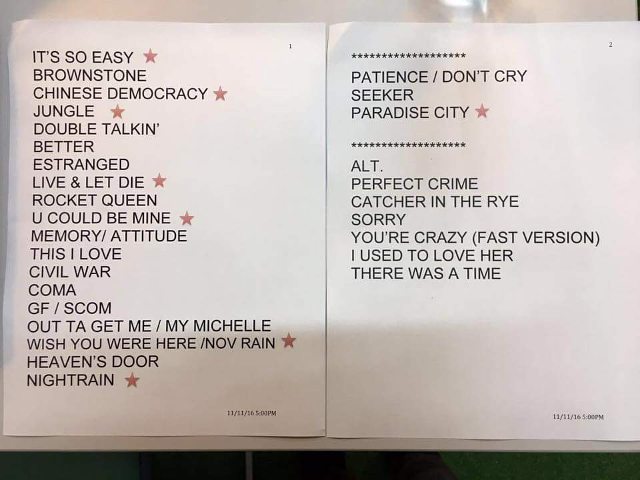 1
IT'S SO EASY
BROWNSTONE
CHINESE DEMOCRACY
JUNGLE
DOUBLE TALKIN'
BETTER
ESTRANGED
LIVE & LET DIE
ROCKET QUEEN
U COULD BE MINE
MEMORY/ ATTITUDE
THIS I LOVE
CIVIL WAR
COMA
GF / SCOM
OUT TA GET ME / MY MICHELLE
WISH YOU WERE HERE /NOV RAIN
HEAVEN'S DOOR
NIGHTRAIN
11/11/16 5:00PM
2
*******************
PATIENCE / DON'T CRY
SEEKER
PARADISE CITY
*******************
ALT.
PERFECT CRIME
CATCHER IN THE RYE
SORRY
YOU'RE CRAZY (FAST VERSION)
I USED TO LOVE HER
THERE WAS A TIME
11/11/16 5:00PM